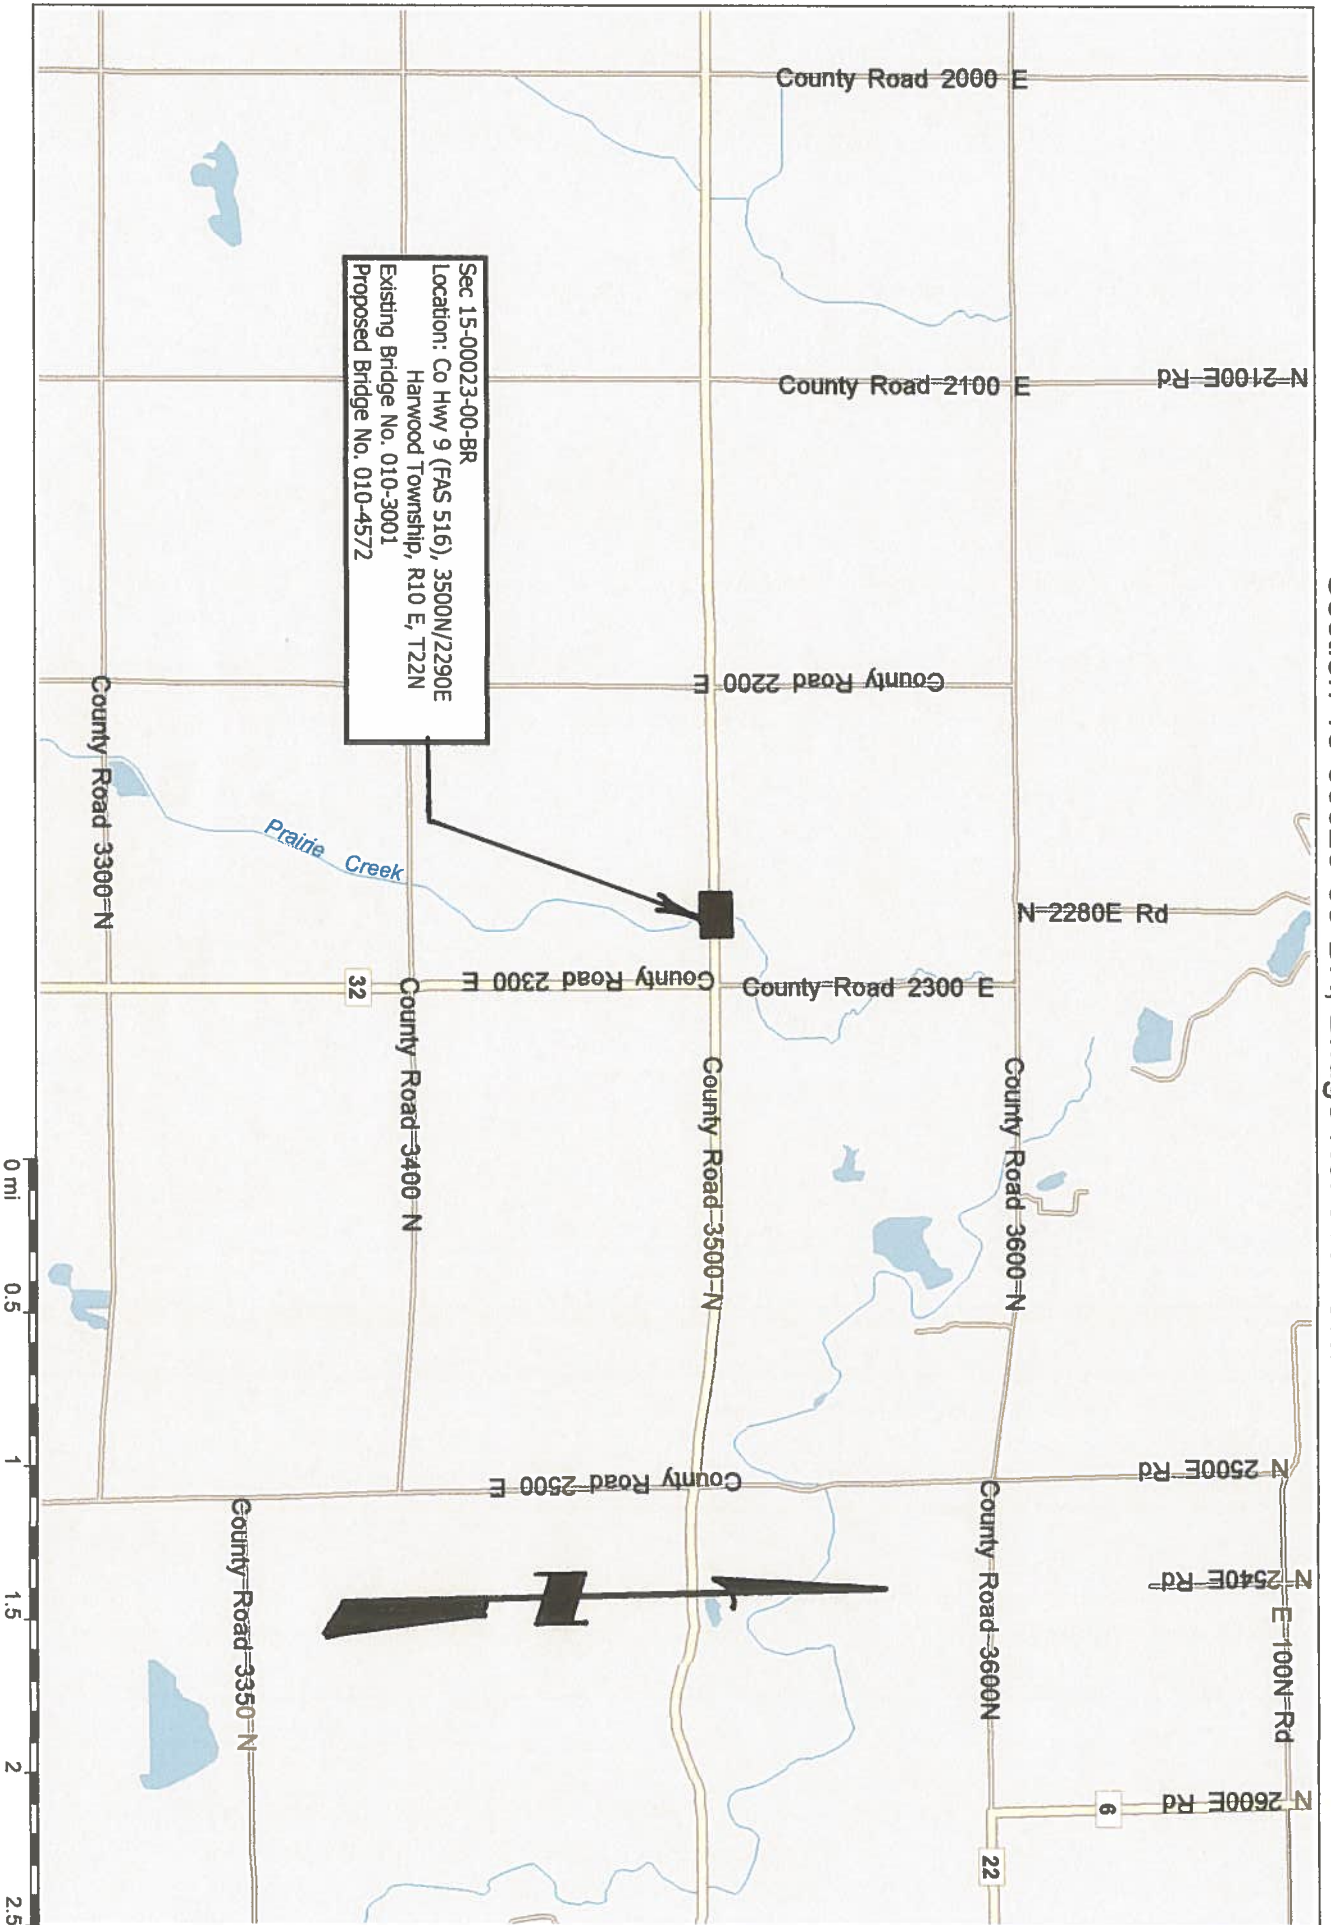 County Road 2000 E
County Road 2100 E
N 2100E Rd
Sec 15-00023-00-BR
Location: Co Hwy 9 (FAS 516), 3500N/2290E
Harwood Township, R10 E, T22N
Existing Bridge No. 010-3001
Proposed Bridge No. 010-4572
County Road 2200 E
County Road 3300 N
Prairie Creek
N 2280E Rd
32
County Road 2300 E
County Road 2300 E
County Road 3400 N
County Road 3500 N
County Road 3600 N
County Road 2500 E
N 2500E Rd
County Road 3350 N
County Road 3600N
N 2540E Rd
E 100N Rd
N 2600E Rd
6
22
0 mi
0.5
1
1.5
2
2.5